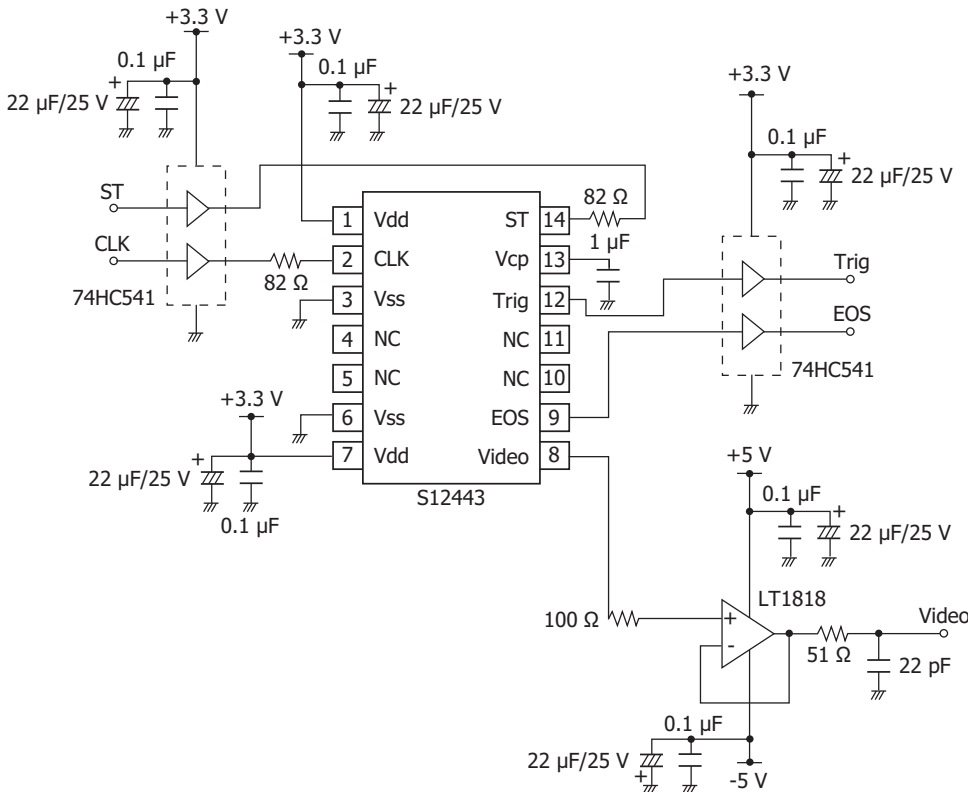 +3.3 V
+3.3 V
0.1 µF
+
22 µF/25 V
0.1 µF
+
22 µF/25 V
+3.3 V
0.1 µF
+
22 µF/25 V
ST
CLK
82 Ω
74HC541
82 Ω
1 µF
1 Vdd
2 CLK
3 Vss
4 NC
5 NC
6 Vss
7 Vdd
ST 14
Vcp 13
Trig 12
NC 11
NC 10
EOS 9
Video 8
S12443
Trig
EOS
74HC541
+3.3 V
+
22 µF/25 V
0.1 µF
+5 V
0.1 µF
+
22 µF/25 V
LT1818
100 Ω
+
-
Video
51 Ω
22 pF
0.1 µF
22 µF/25 V
+
-5 V